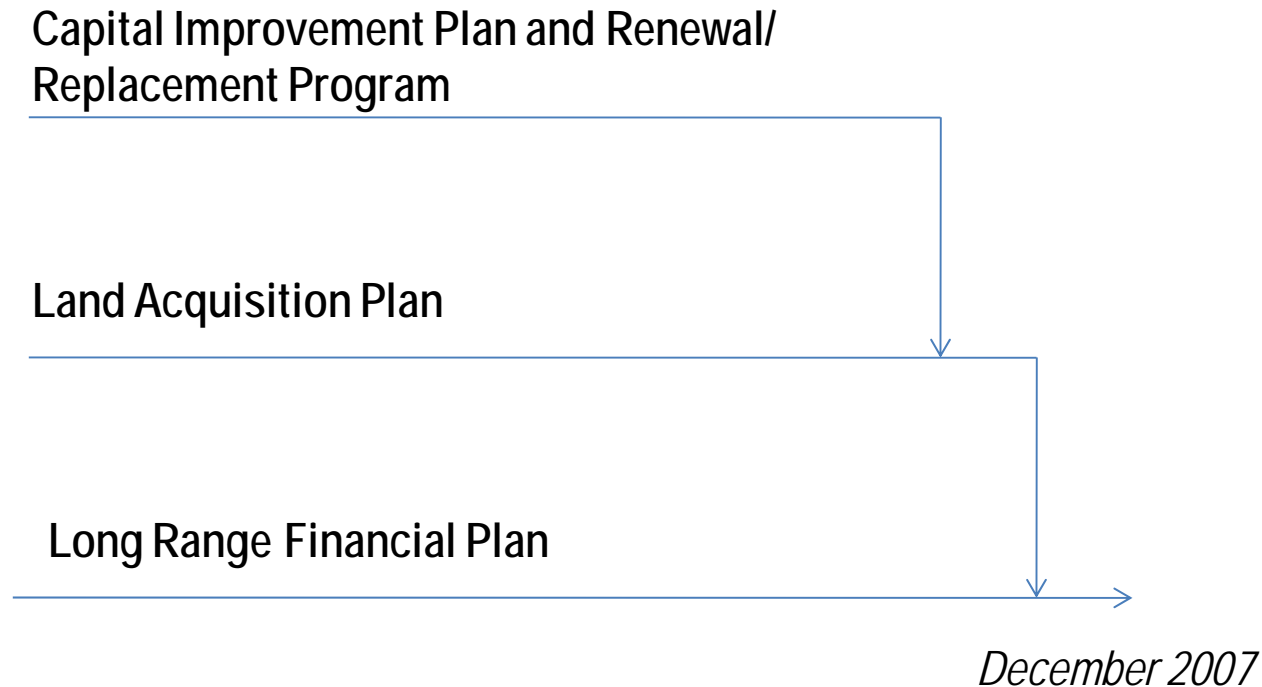 Capital Improvement Plan and Renewal/
Replacement Program
Land Acquisition Plan
Long Range Financial Plan
December 2007